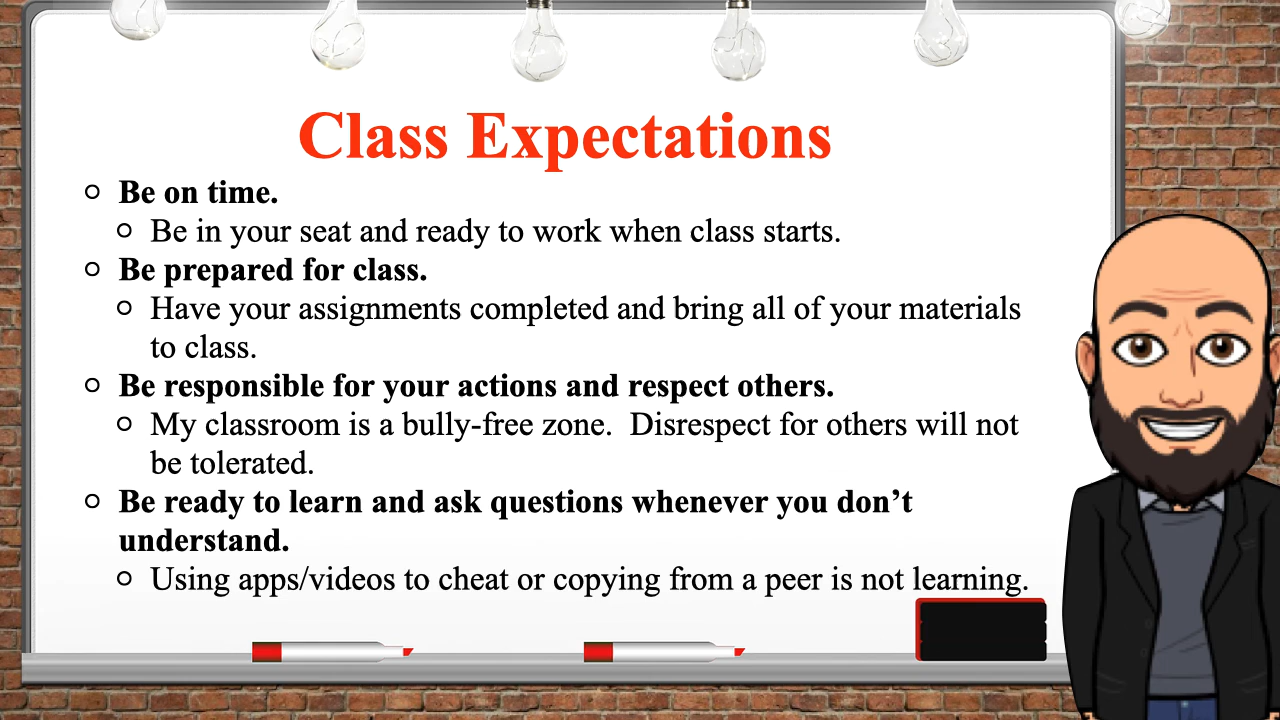 Class Expectations
Be on time.
Be in your seat and ready to work when class starts.
Be prepared for class.
Have your assignments completed and bring all of your materials
to class.
Be responsible for your actions and respect others.
My classroom is a bully-free zone.  Disrespect for others will not
be tolerated.
Be ready to learn and ask questions whenever you don’t
understand.
Using apps/videos to cheat or copying from a peer is not learning.